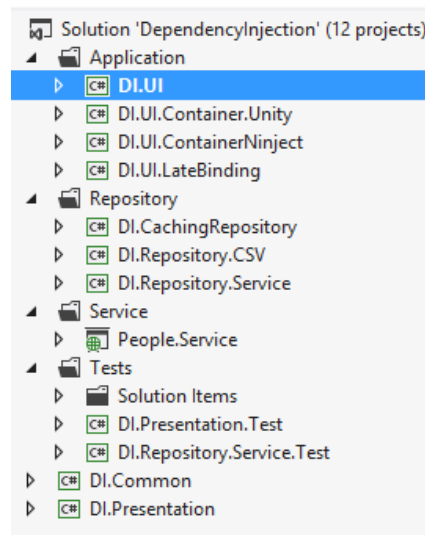 Solution 'DependencyInjection' (12 projects)
Application
C# DI.UI
C# DI.UI.Container.Unity
C# DI.UI.ContainerNinject
C# DI.UI.LateBinding
Repository
C# DI.CachingRepository
C# DI.Repository.CSV
C# DI.Repository.Service
Service
People.Service
Tests
Solution Items
C# DI.Presentation.Test
C# DI.Repository.Service.Test
C# DI.Common
C# DI.Presentation